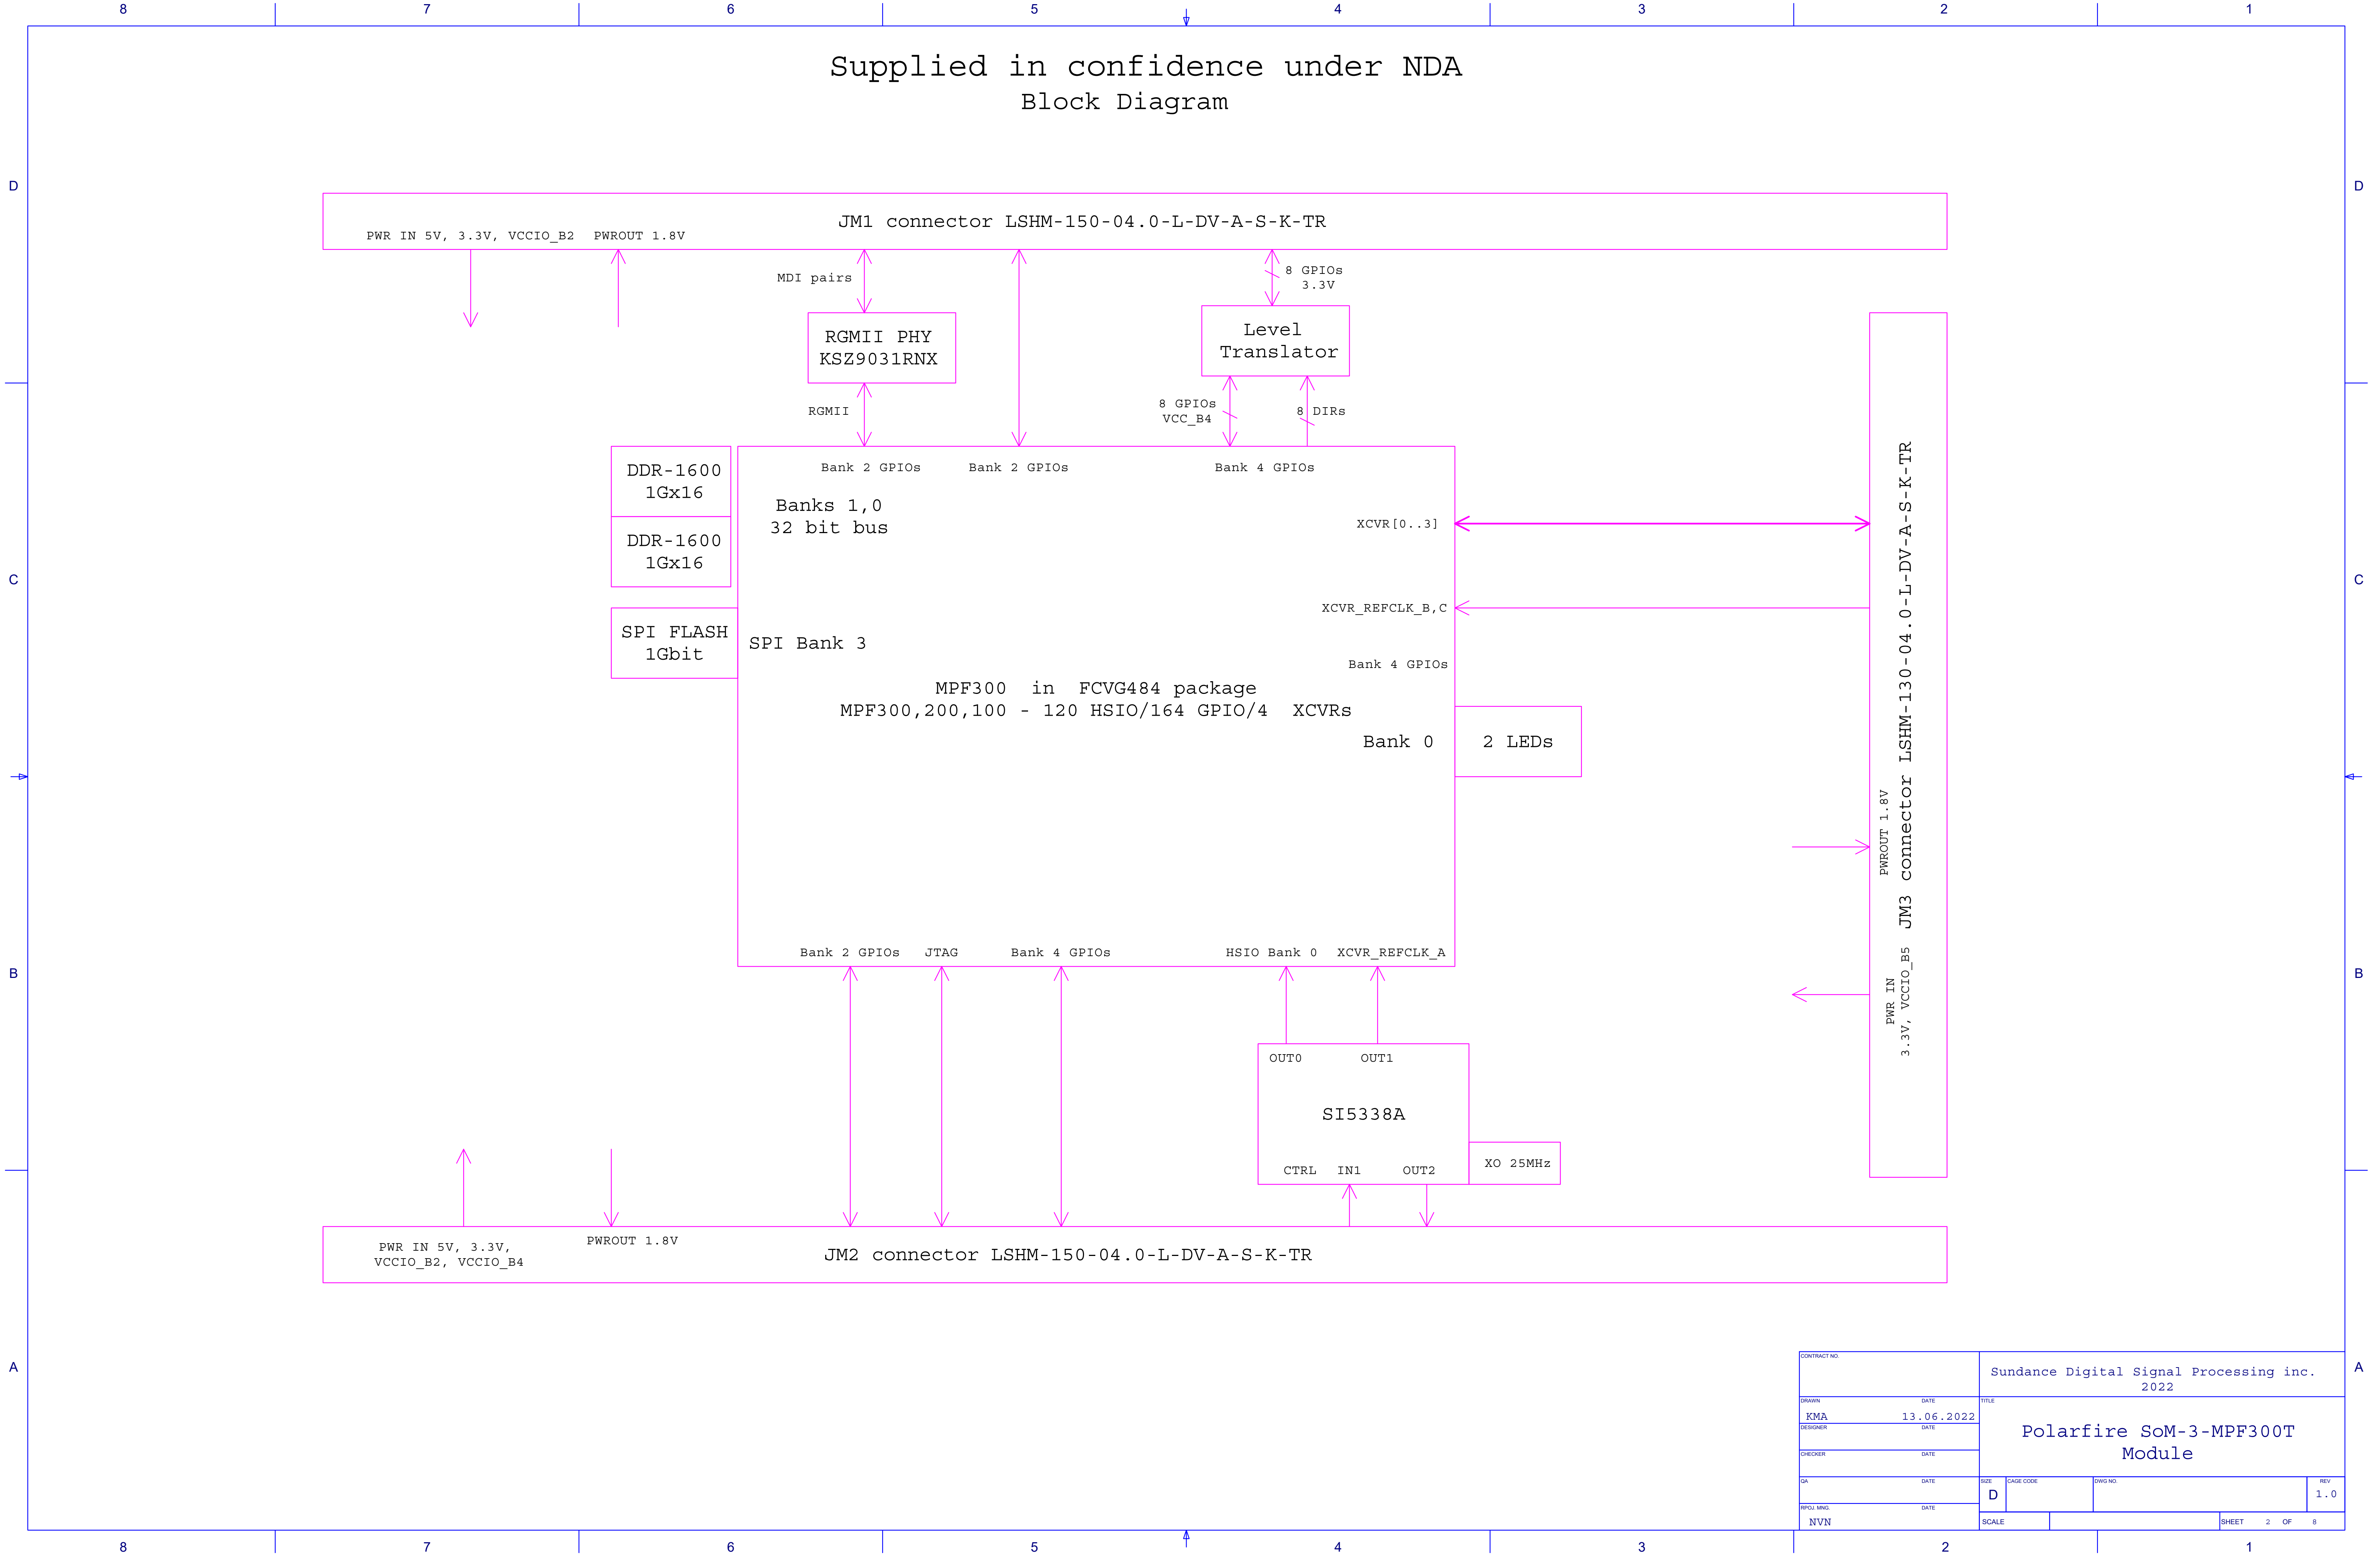 8 7 6 5 4 3 2 1
Supplied in confidence under NDA
Block Diagram
D D
JM1 connector LSHM-150-04.0-L-DV-A-S-K-TR
PWR IN 5V, 3.3V, VCCIO_B2 PWROUT 1.8V
MDI pairs
8 GPIOs
3.3V
RGMII PHY
KSZ9031RNX
Level
Translator
RGMII
8 GPIOs
VCC_B4
8 DIRs
DDR-1600
1Gx16
DDR-1600
1Gx16
Bank 2 GPIOs Bank 2 GPIOs Bank 4 GPIOs
Banks 1,0
32 bit bus
XCVR[0..3]
C C
XCVR_REFCLK_B,C
SPI FLASH
1Gbit
SPI Bank 3
Bank 4 GPIOs
MPF300 in FCVG484 package
MPF300,200,100 - 120 HSIO/164 GPIO/4 XCVRs
Bank 0 2 LEDs
JM3 connector LSHM-130-04.0-L-DV-A-S-K-TR
PWROUT 1.8V
PWR IN
3.3V, VCCIO_B5
Bank 2 GPIOs JTAG Bank 4 GPIOs HSIO Bank 0 XCVR_REFCLK_A
B B
OUT0 OUT1
SI5338A
CTRL IN1 OUT2
XO 25MHz
PWR IN 5V, 3.3V,
VCCIO_B2, VCCIO_B4
PWROUT 1.8V
JM2 connector LSHM-150-04.0-L-DV-A-S-K-TR
A A
CONTRACT NO.
Sundance Digital Signal Processing inc.
2022
DRAWN DATE
KMA 13.06.2022
TITLE
Polarfire SoM-3-MPF300T
Module
DESIGNER DATE
CHECKER DATE
QA DATE
SIZE CAGE CODE DWG NO. REV
D 1.0
RPOJ. MNG. DATE
NVN
SCALE SHEET 2 OF 8
8 7 6 5 4 3 2 1